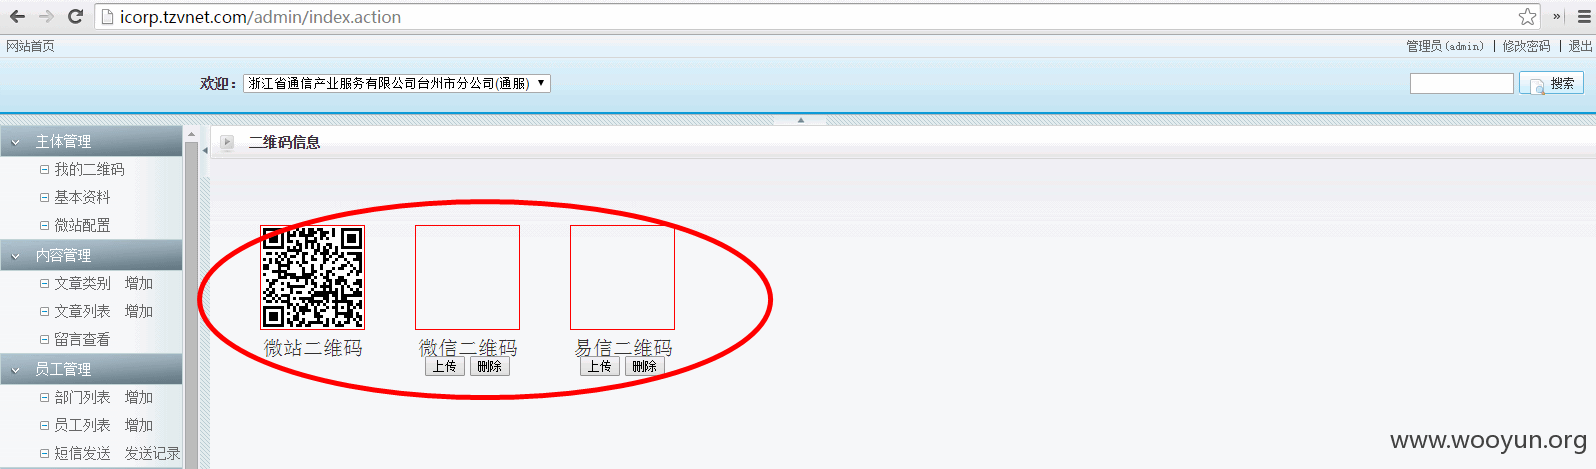 icorp.tzvnet.com/admin/index.action
»
网站首页
管理员(admin) | 修改密码 | 退出
欢迎： 浙江省通信产业服务有限公司台州市分公司(通服)
搜索
主体管理
二维码信息
我的二维码
基本资料
微站配置
内容管理
文章类别 增加
文章列表 增加
留言查看
微站二维码 微信二维码 易信二维码
上传 删除 上传 删除
员工管理
部门列表 增加
员工列表 增加
短信发送 发送记录
www.wooyun.org